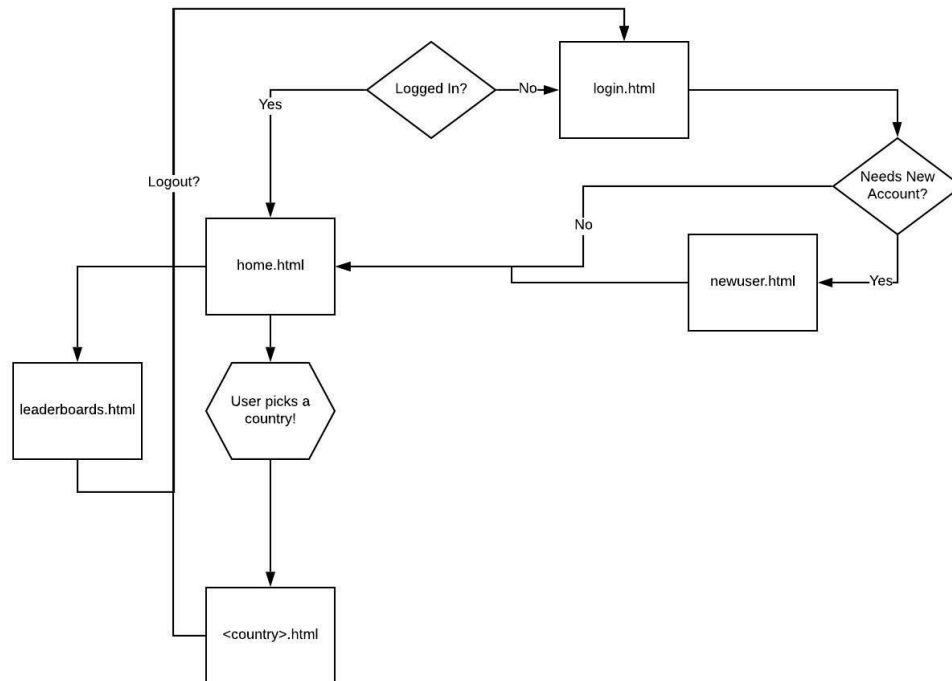 Logged In?
No
login.html
Yes
Logout?
Needs New
Account?
No
home.html
newuser.html
Yes
leaderboards.html
User picks a
country!
<country>.html